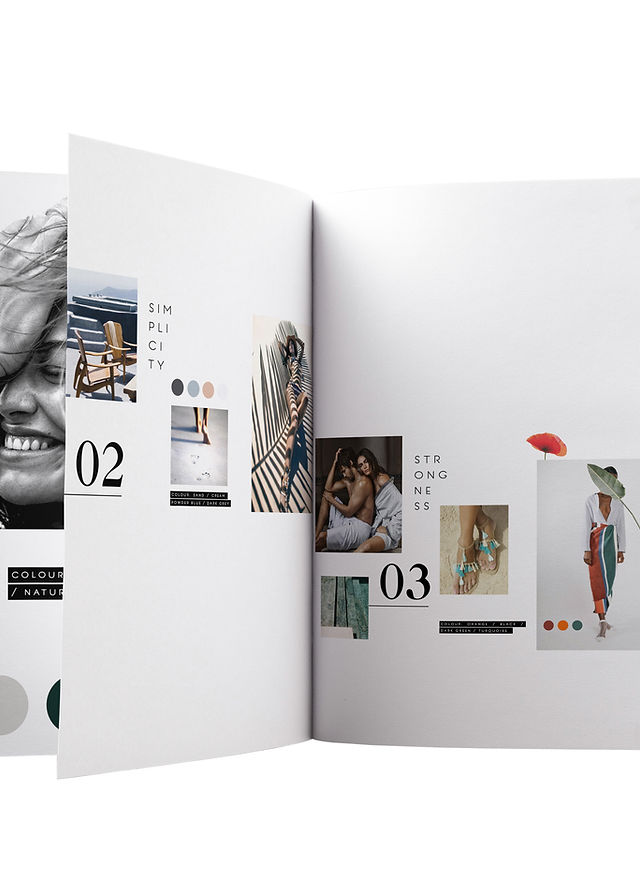 COLOUR
/ NATUR
SIM
PLI
CI
TY
02
COLOUR: SAND / CREAM
POWDER BLUE / DARK GREY
STR
ONG
NE
SS
03
COLOUR: ORANGE / BLACK /
DARK GREEN / TURQUOISE